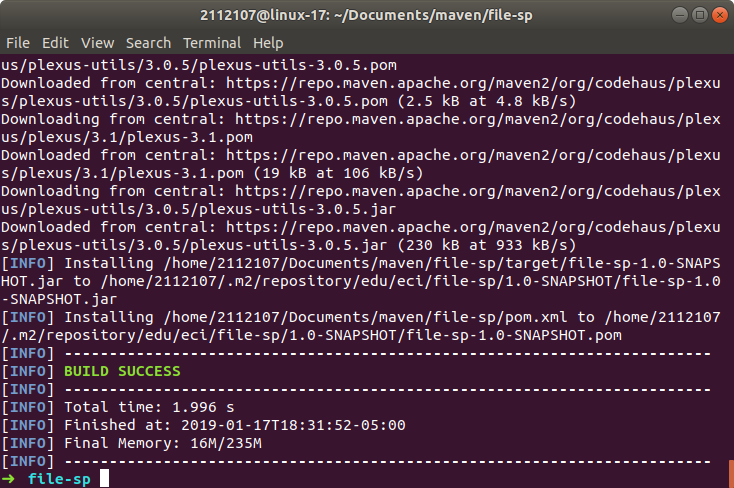 2112107@linux-17: ~/Documents/maven/file-sp
File Edit View Search Terminal Help
us/plexus-utils/3.0.5/plexus-utils-3.0.5.pom
Downloaded from central: https://repo.maven.apache.org/maven2/org/codehaus/plexu
s/plexus-utils/3.0.5/plexus-utils-3.0.5.pom (2.5 kB at 4.8 kB/s)
Downloading from central: https://repo.maven.apache.org/maven2/org/codehaus/plex
us/plexus/3.1/plexus-3.1.pom
Downloaded from central: https://repo.maven.apache.org/maven2/org/codehaus/plexu
s/plexus/3.1/plexus-3.1.pom (19 kB at 106 kB/s)
Downloading from central: https://repo.maven.apache.org/maven2/org/codehaus/plex
us/plexus-utils/3.0.5/plexus-utils-3.0.5.jar
Downloaded from central: https://repo.maven.apache.org/maven2/org/codehaus/plexu
s/plexus-utils/3.0.5/plexus-utils-3.0.5.jar (230 kB at 933 kB/s)
[INFO] Installing /home/2112107/Documents/maven/file-sp/target/file-sp-1.0-SNAPS
HOT.jar to /home/2112107/.m2/repository/edu/eci/file-sp/1.0-SNAPSHOT/file-sp-1.0
-SNAPSHOT.jar
[INFO] Installing /home/2112107/Documents/maven/file-sp/pom.xml to /home/2112107
/.m2/repository/edu/eci/file-sp/1.0-SNAPSHOT/file-sp-1.0-SNAPSHOT.pom
[INFO] ------------------------------------------------------------------------
[INFO] BUILD SUCCESS
[INFO] ------------------------------------------------------------------------
[INFO] Total time: 1.996 s
[INFO] Finished at: 2019-01-17T18:31:52-05:00
[INFO] Final Memory: 16M/235M
[INFO] ------------------------------------------------------------------------
➜ file-sp